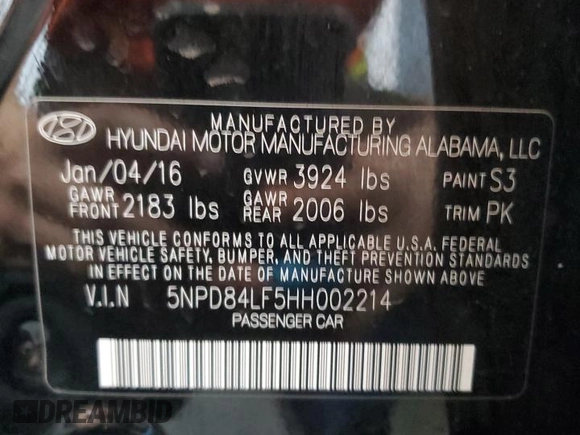 MANUFACTURED BY
HYUNDAI MOTOR MANUFACTURING ALABAMA, LLC
Jan/04/16 GVWR 3924 lbs PAINT S3
GAWR FRONT 2183 lbs GAWR REAR 2006 lbs TRIM PK
THIS VEHICLE CONFORMS TO ALL APPLICABLE U.S.A. FEDERAL
MOTOR VEHICLE SAFETY, BUMPER, AND THEFT PREVENTION
STANDARDS IN EFFECT ON THE DATE OF MANUFACTURE SHOWN ABOVE
V.I.N 5NPD84LF5HH002214
PASSENGER CAR
DREAMBID